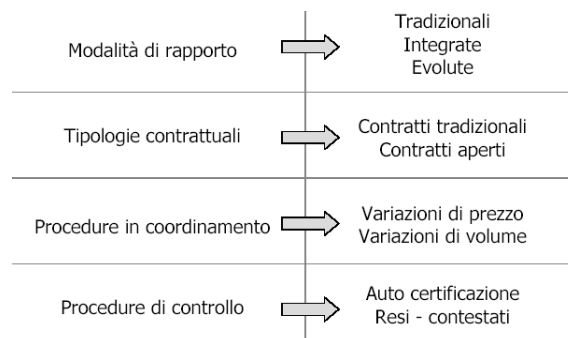 Modalità di rapporto
Tradizionali
Integrate
Evolute
Tipologie contrattuali
Contratti tradizionali
Contratti aperti
Procedure in coordinamento
Variazioni di prezzo
Variazioni di volume
Procedure di controllo
Auto certificazione
Resi - contestati